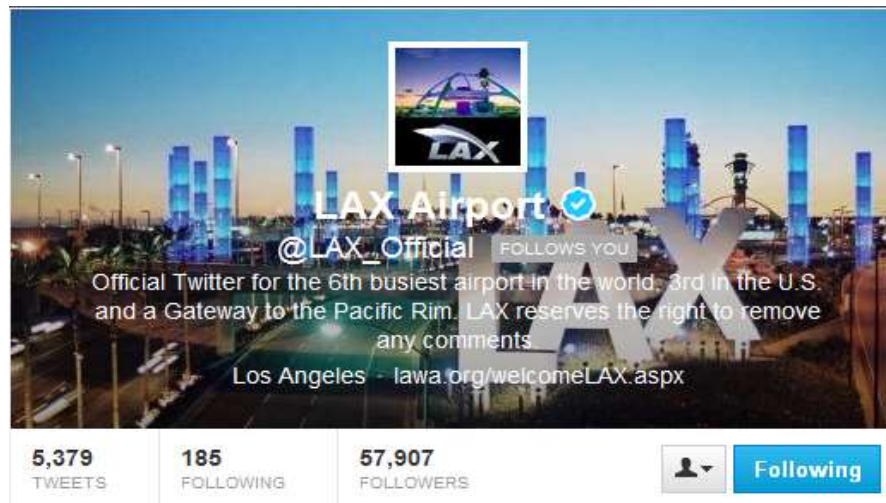 LAX
LAX Airport
@LAX_Official FOLLOWS YOU
Official Twitter for the 6th busiest airport in the world, 3rd in the U.S.
and a Gateway to the Pacific Rim. LAX reserves the right to remove
any comments.
Los Angeles - lawa.org/welcomeLAX.aspx
LAX
5,379 185 57,907
TWEETS FOLLOWING FOLLOWERS
Following